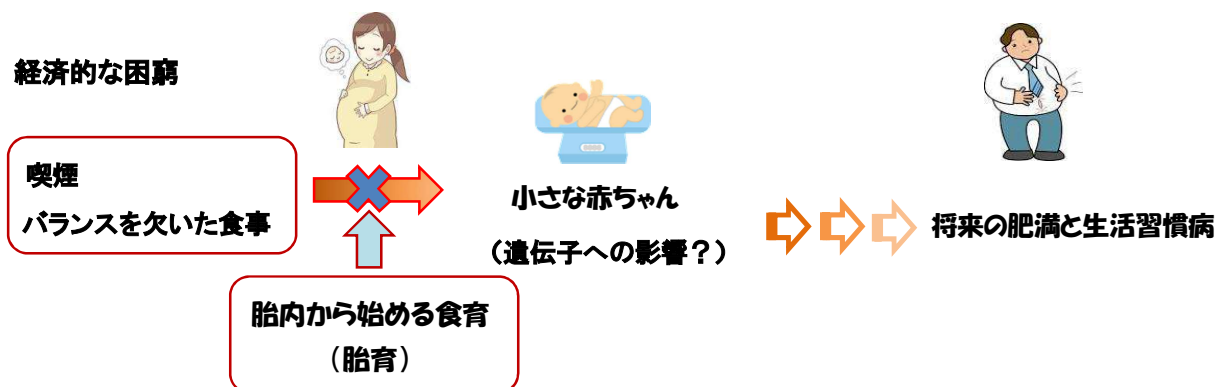 経済的な困窮
喫煙
バランスを欠いた食事
小さな赤ちゃん
（遺伝子への影響？）
将来の肥満と生活習慣病
胎内から始める食育
（胎育）